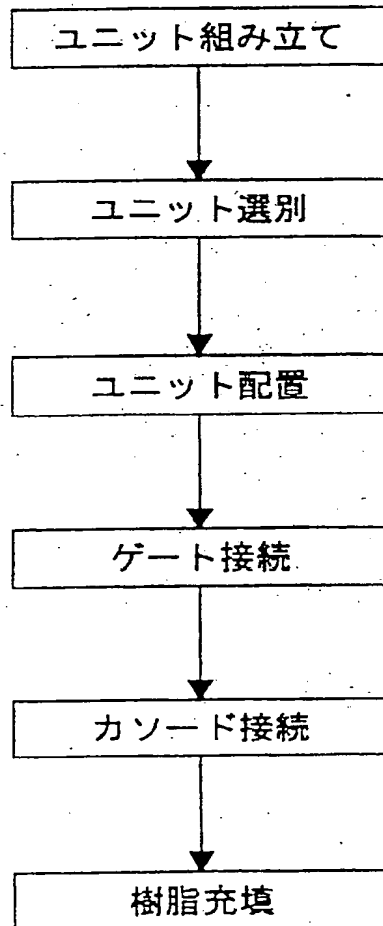 ユニット組み立て
ユニット選別
ユニット配置
ゲート接続
カソード接続
樹脂充填